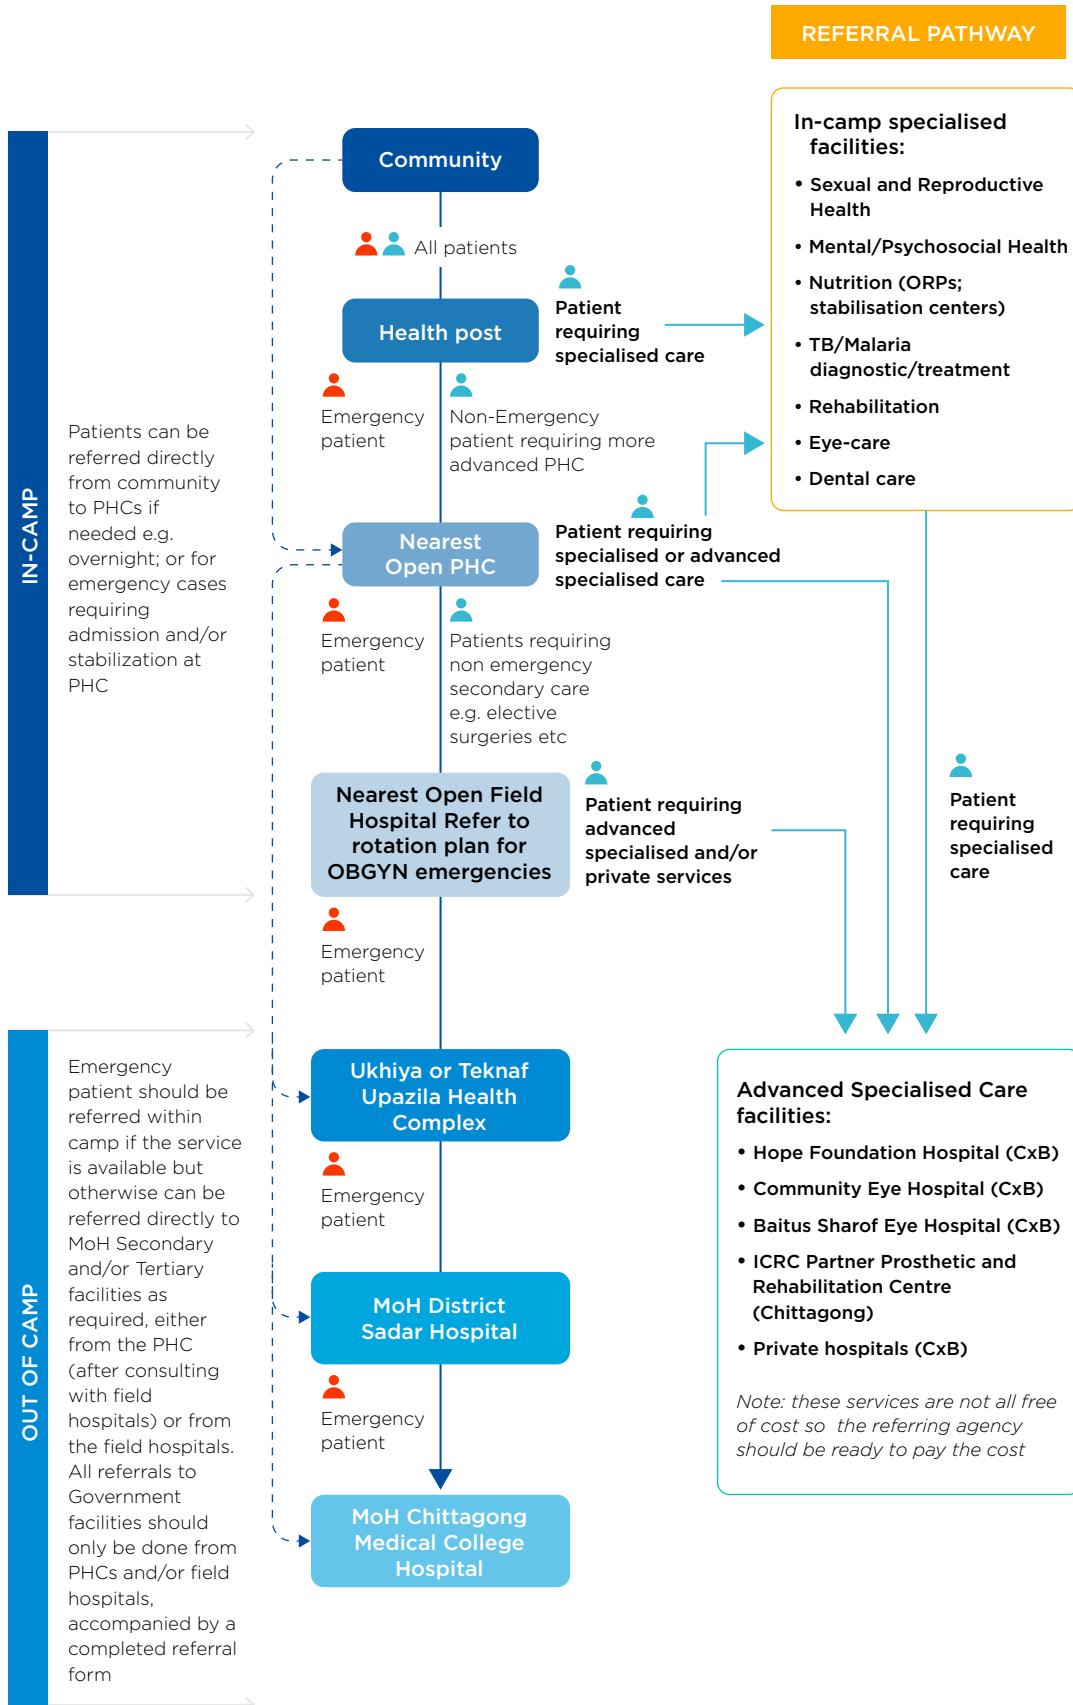 REFERRAL PATHWAY
IN-CAMP
Patients can be
referred directly
from community
to PHCs if
needed e.g.
overnight; or for
emergency cases
requiring
admission and/or
stabilization at
PHC
Community
All patients
Health post
Patient
requiring
specialised care
Emergency
patient
Non-Emergency
patient requiring more
advanced PHC
Nearest
Open PHC
Patient requiring
specialised or advanced
specialised care
Emergency
patient
Patients requiring
non emergency
secondary care
e.g. elective
surgeries etc
Nearest Open Field
Hospital Refer to
rotation plan for
OBGYN emergencies
Patient requiring
advanced
specialised and/or
private services
Emergency
patient
In-camp specialised
facilities:
• Sexual and Reproductive
Health
• Mental/Psychosocial Health
• Nutrition (ORPs;
stabilisation centers)
• TB/Malaria
diagnostic/treatment
• Rehabilitation
• Eye-care
• Dental care
Patient
requiring
specialised
care
OUT OF CAMP
Emergency
patient should be
referred within
camp if the service
is available but
otherwise can be
referred directly to
MoH Secondary
and/or Tertiary
facilities as
required, either
from the PHC
(after consulting
with field
hospitals) or from
the field hospitals.
All referrals to
Government
facilities should
only be done from
PHCs and/or field
hospitals,
accompanied by a
completed referral
form
Ukhiya or Teknaf
Upazila Health
Complex
Emergency
patient
MoH District
Sadar Hospital
Emergency
patient
MoH Chittagong
Medical College
Hospital
Advanced Specialised Care
facilities:
• Hope Foundation Hospital (CxB)
• Community Eye Hospital (CxB)
• Baitus Sharof Eye Hospital (CxB)
• ICRC Partner Prosthetic and
Rehabilitation Centre
(Chittagong)
• Private hospitals (CxB)
Note: these services are not all free
of cost so the referring agency
should be ready to pay the cost